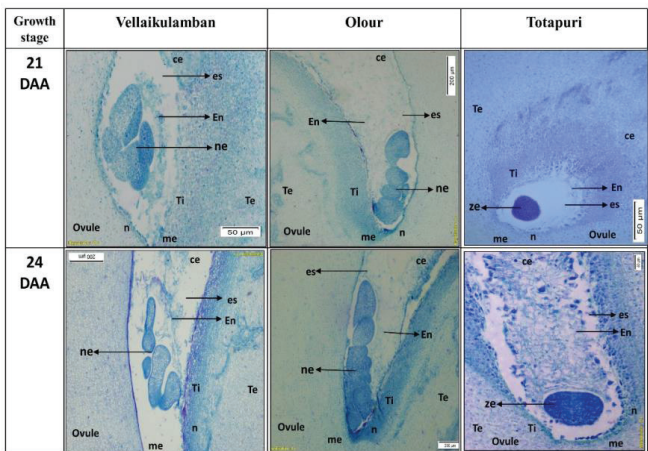 Growth stage Vellaikulamban Olour Totapuri
21 DAA
ce
es
En
ne
Ti
Te
Ovule
n
me
50 µm
ce
200 µm
En
es
Te
Ti
ne
Ovule
n
me
Te
ce
Ti
En
es
ze
me
n
Ovule
50 µm
24 DAA
200 µm
ce
es
En
ne
Ti
Te
Ovule
n
me
ce
es
En
ne
Ti
Te
Ovule
n
me
ce
es
En
ze
n
Te
Ti
Ovule
me